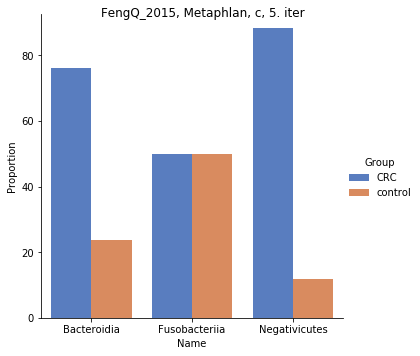 FengQ_2015, Metaphlan, c, 5. iter
80
60
40
20
0
Proportion
Bacteroidia
Fusobacteriia
Negativicutes
Name
Group
CRC
control